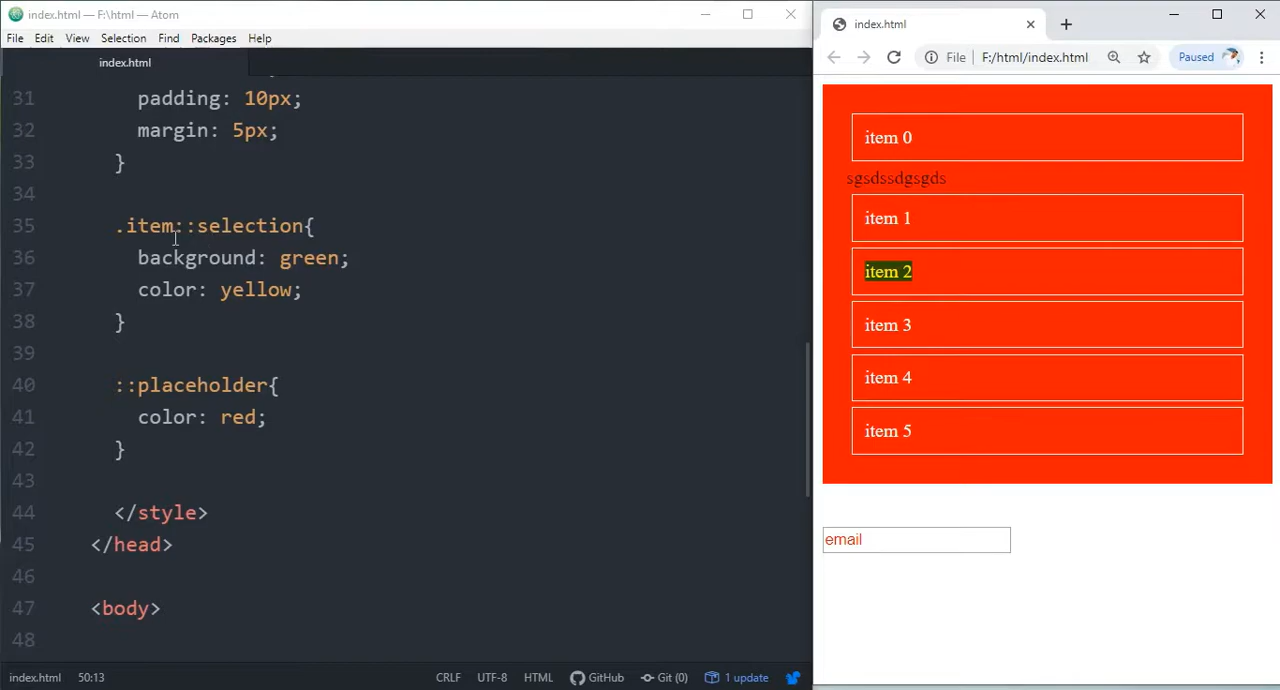 index.html — F:\html — Atom
File Edit View Selection Find Packages Help
index.html
31 padding: 10px;
32 margin: 5px;
33 }
34
35 .item::selection{
36 background: green;
37 color: yellow;
38 }
39
40 ::placeholder{
41 color: red;
42 }
43
44 </style>
45 </head>
46
47 <body>
48
index.html 50:13 CRLF UTF-8 HTML GitHub Git (0) 1 update
index.html
File F:/html/index.html Paused
item 0
sgsdssdgsgds
item 1
item 2
item 3
item 4
item 5
email